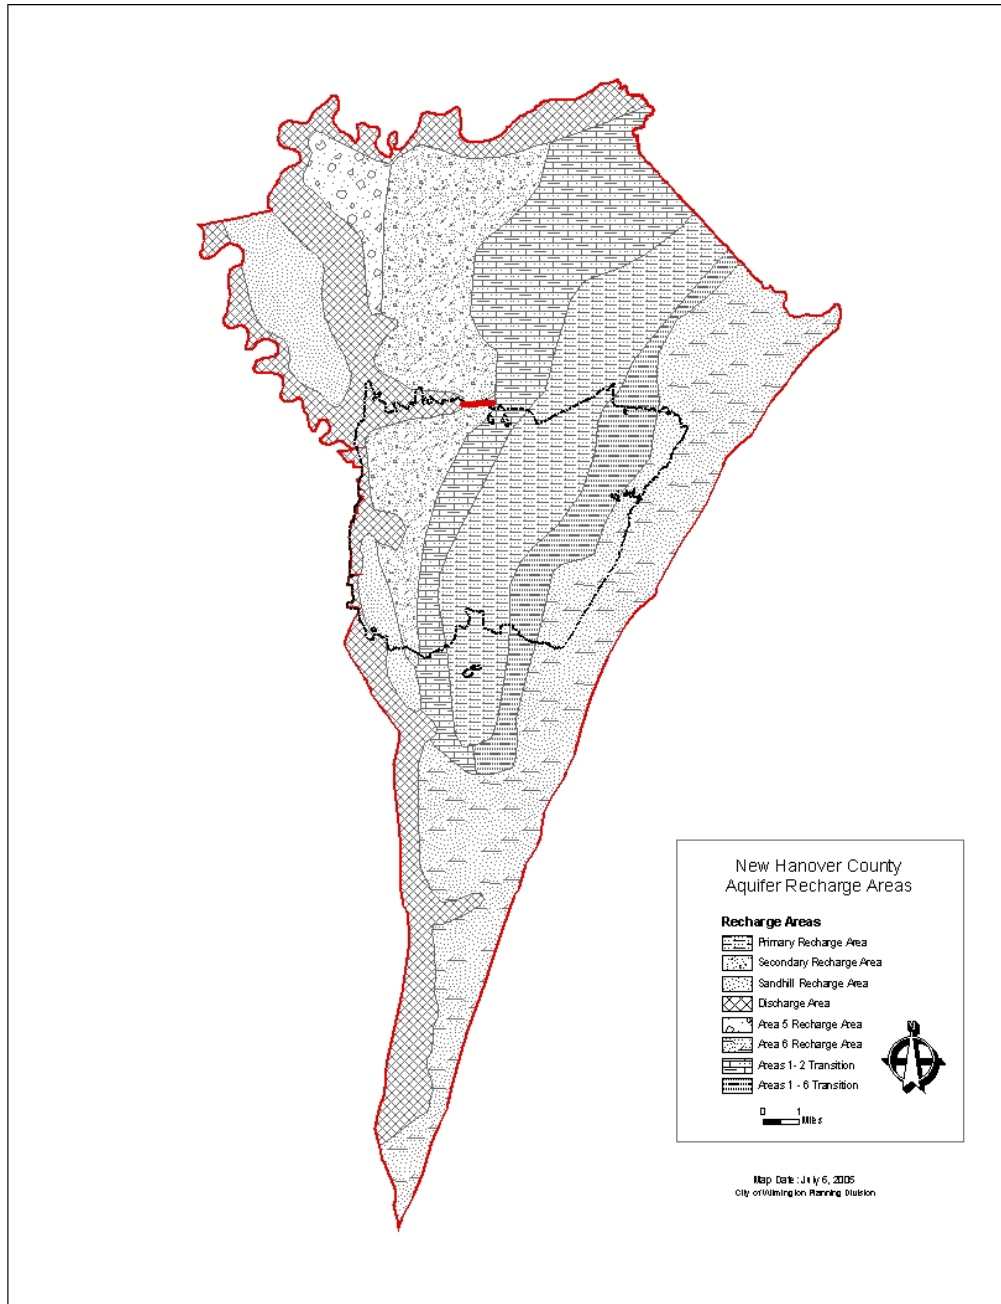 New Hanover County
Aquifer Recharge Areas
Recharge Areas
Primary Recharge Area
Secondary Recharge Area
Sandhill Recharge Area
Discharge Area
Area 5 Recharge Area
Area 6 Recharge Area
Areas 1 - 2 Transition
Areas 1 - 6 Transition
N
0 1
Miles
Map Date: July 6, 2005
City of Wilmington Planning Division